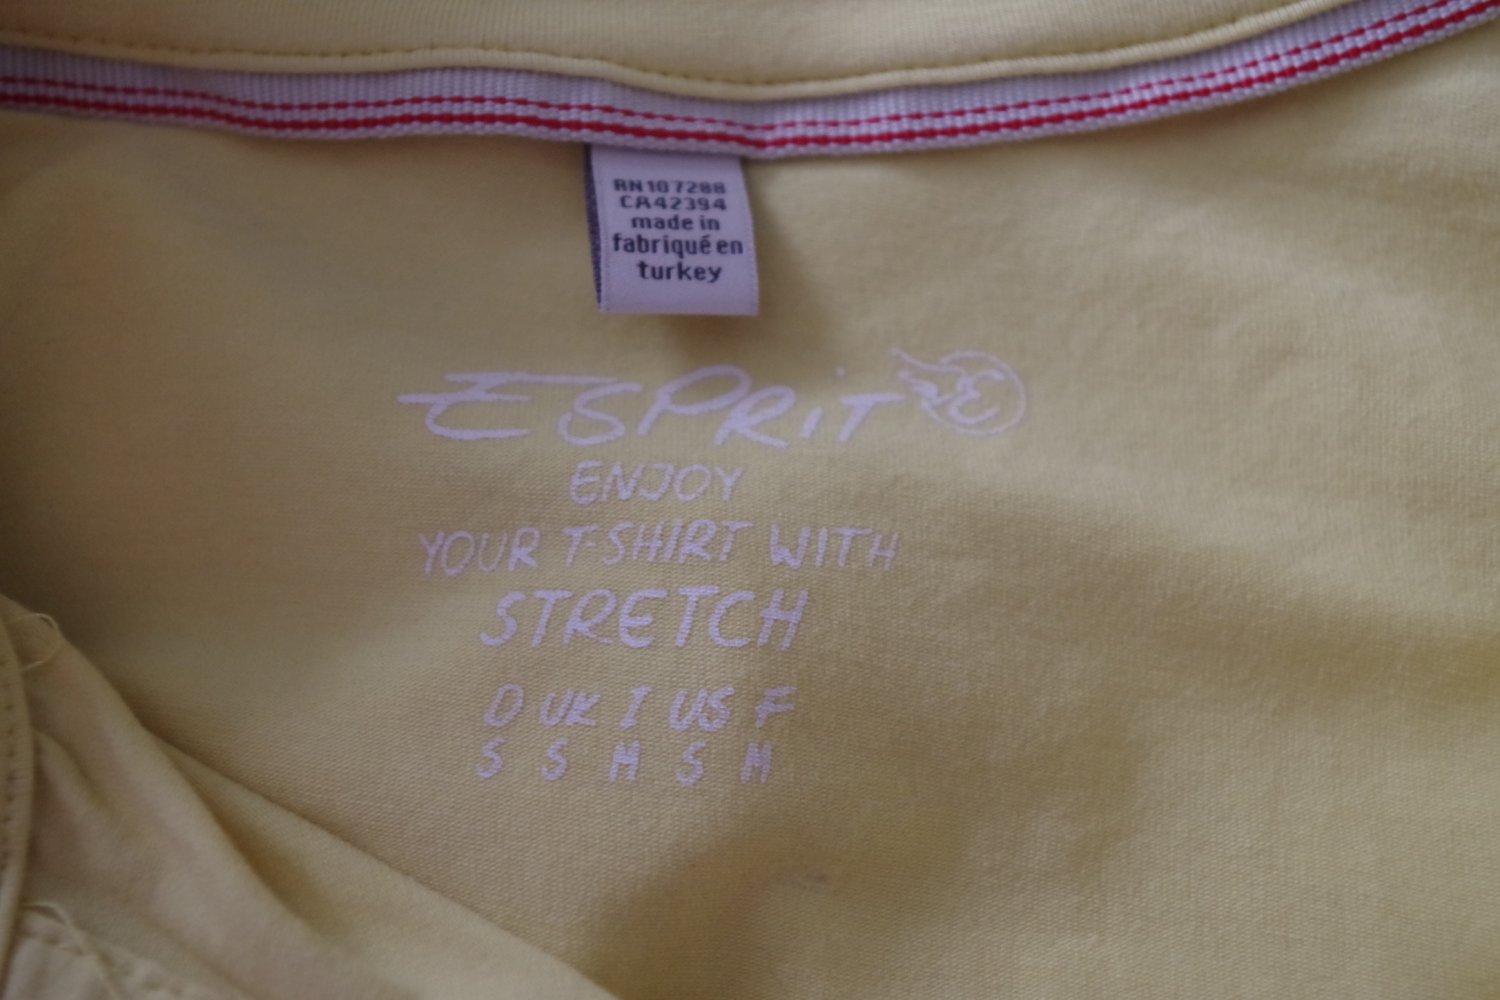 RN107288
CA42394
made in
fabriqué en
turkey
ESPRIT E
ENJOY
YOUR T-SHIRT WITH
STRETCH
D UK I US F
S S M S M